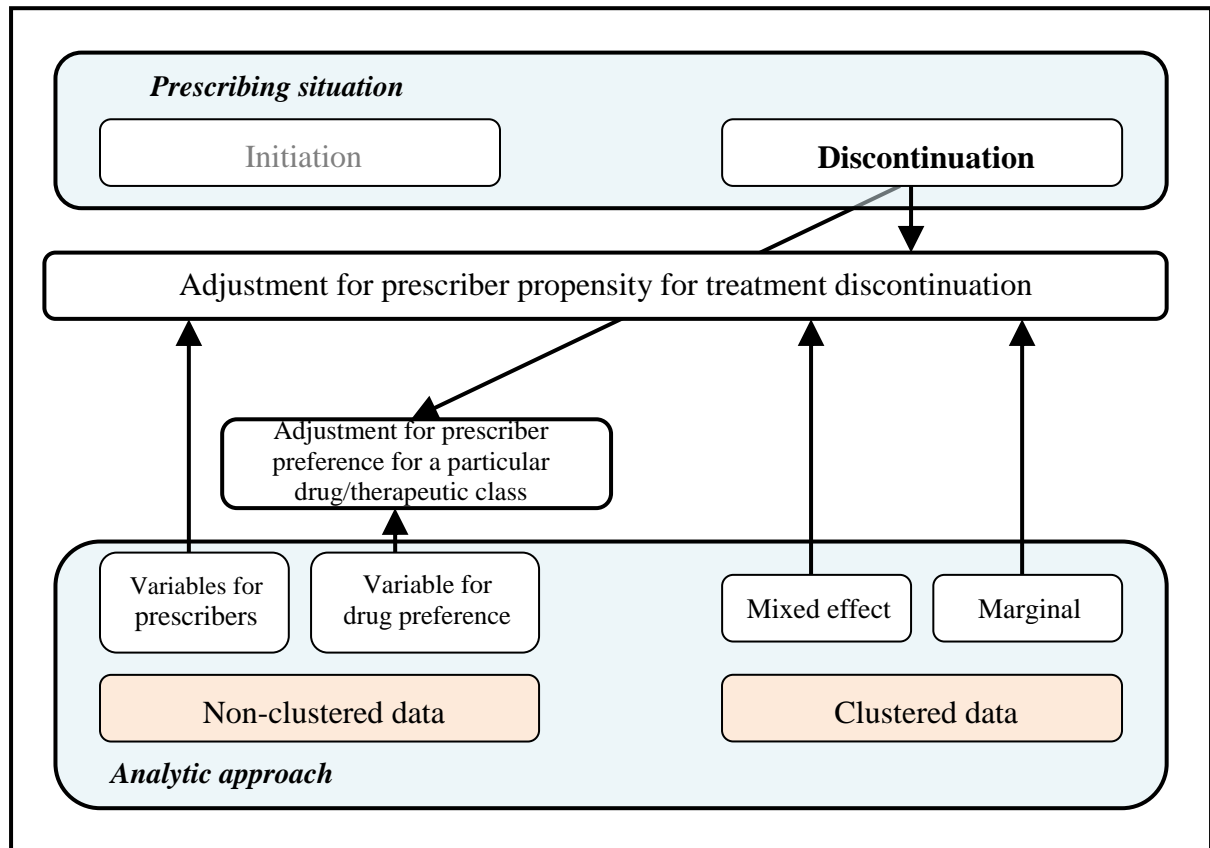 Prescribing situation
Initiation
Discontinuation
Adjustment for prescriber propensity for treatment discontinuation
Adjustment for prescriber
preference for a particular
drug/therapeutic class
Variables for
prescribers
Variable for
drug preference
Mixed effect
Marginal
Non-clustered data
Clustered data
Analytic approach